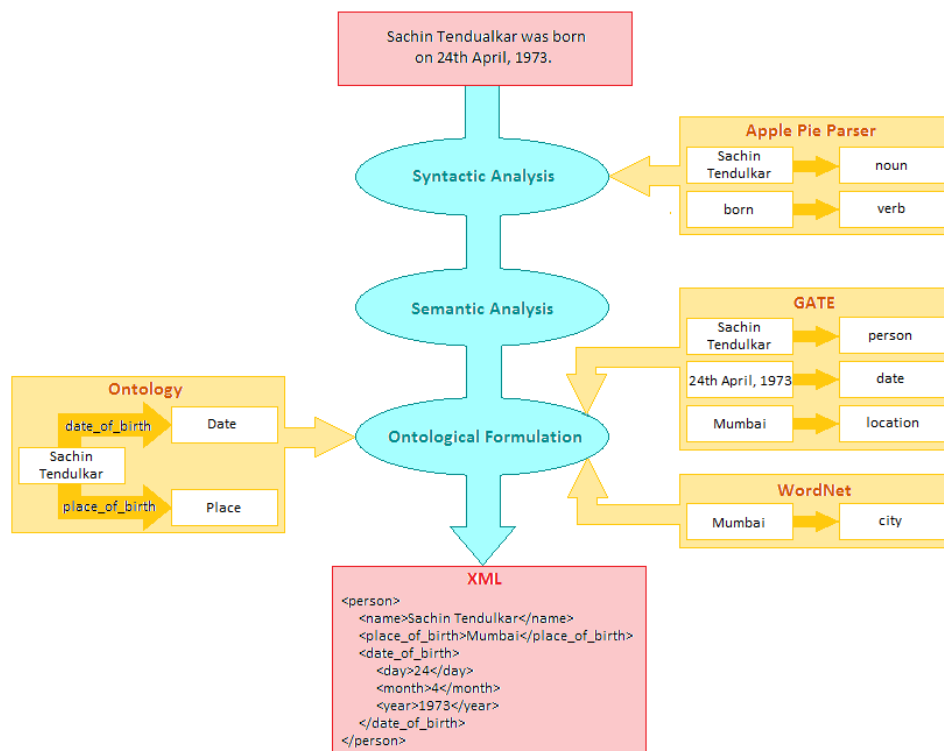 Sachin Tendualkar was born
on 24th April, 1973.
Syntactic Analysis
Apple Pie Parser
Sachin
Tendulkar
noun
born
verb
Semantic Analysis
GATE
Sachin
Tendulkar
person
24th April, 1973
date
Mumbai
location
Ontology
date_of_birth
Date
Sachin
Tendulkar
place_of_birth
Place
Ontological Formulation
WordNet
Mumbai
city
XML
<person>
<name>Sachin Tendulkar</name>
<place_of_birth>Mumbai</place_of_birth>
<date_of_birth>
<day>24</day>
<month>4</month>
<year>1973</year>
</date_of_birth>
</person>